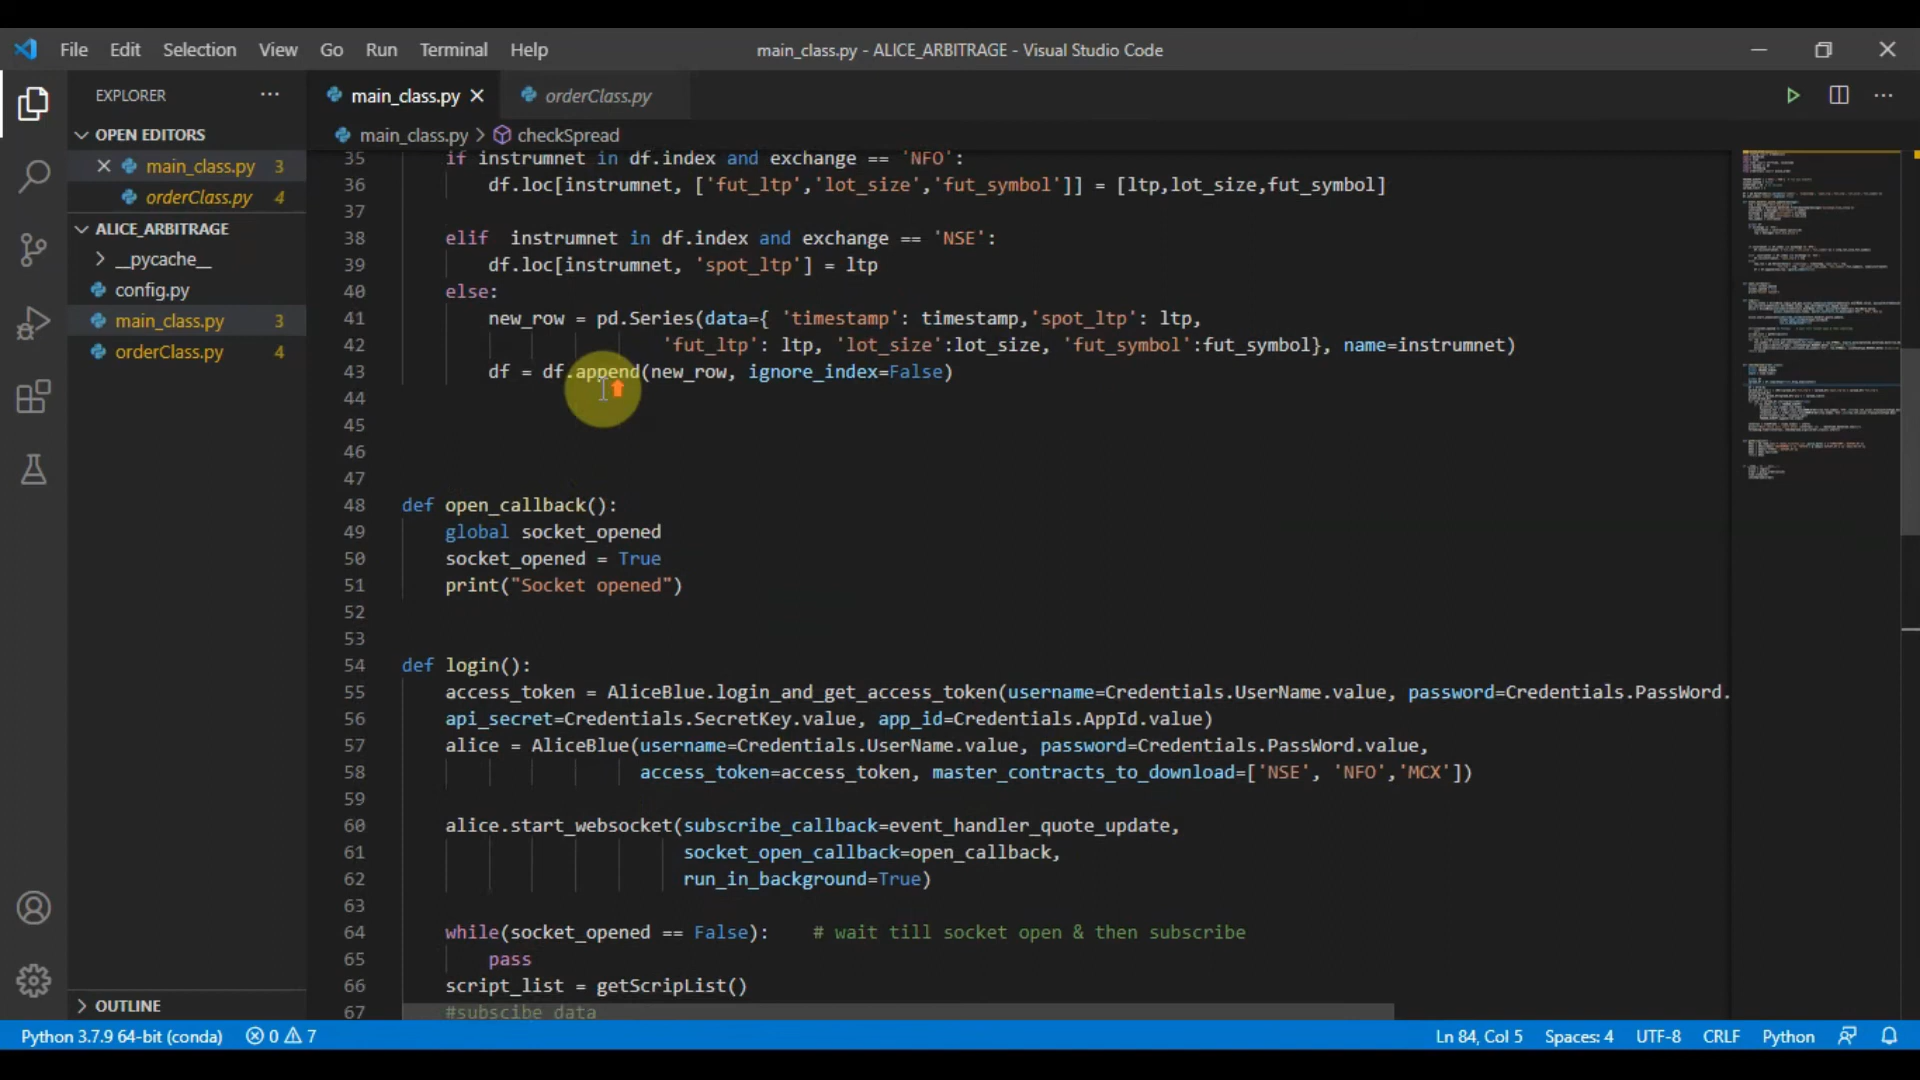 File Edit Selection View Go Run Terminal Help
main_class.py - ALICE_ARBITRAGE - Visual Studio Code
EXPLORER
OPEN EDITORS
main_class.py 3
orderClass.py 4
ALICE_ARBITRAGE
__pycache__
config.py
main_class.py 3
orderClass.py 4
OUTLINE
main_class.py
orderClass.py
main_class.py > checkSpread
35 if instrumnet in df.index and exchange == 'NFO':
36 df.loc[instrumnet, ['fut_ltp','lot_size','fut_symbol']] = [ltp,lot_size,fut_symbol]
37
38 elif  instrumnet in df.index and exchange == 'NSE':
39 df.loc[instrumnet, 'spot_ltp'] = ltp
40 else:
41 new_row = pd.Series(data={ 'timestamp': timestamp,'spot_ltp': ltp,
42 'fut_ltp': ltp, 'lot_size':lot_size, 'fut_symbol':fut_symbol}, name=instrumnet)
43 df = df.append(new_row, ignore_index=False)
44
45
46
47
48 def open_callback():
49 global socket_opened
50 socket_opened = True
51 print("Socket opened")
52
53
54 def login():
55 access_token = AliceBlue.login_and_get_access_token(username=Credentials.UserName.value, password=Credentials.PassWord.
56 api_secret=Credentials.SecretKey.value, app_id=Credentials.AppId.value)
57 alice = AliceBlue(username=Credentials.UserName.value, password=Credentials.PassWord.value,
58 access_token=access_token, master_contracts_to_download=['NSE', 'NFO','MCX'])
59
60 alice.start_websocket(subscribe_callback=event_handler_quote_update,
61 socket_open_callback=open_callback,
62 run_in_background=True)
63
64 while(socket_opened == False):    # wait till socket open & then subscribe
65 pass
66 script_list = getScripList()
67 #subscibe data
Python 3.7.9 64-bit (conda) 0 7
Ln 84, Col 5 Spaces: 4 UTF-8 CRLF Python